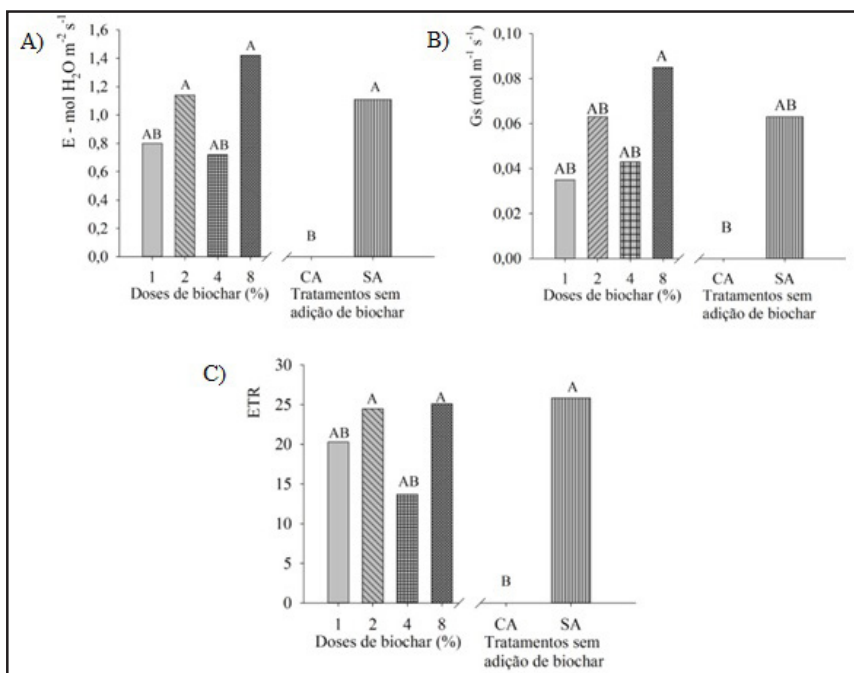 A)
E - mol H₂O m⁻² s⁻¹
1,6
1,4
1,2
1,0
0,8
0,6
0,4
0,2
0,0
AB
A
AB
A
B
A
1 2 4 8 CA SA
Doses de biochar (%) Tratamentos sem
adição de biochar
B)
Gs (mol m⁻¹ s⁻¹)
0,10
0,08
0,06
0,04
0,02
0,00
AB
AB
AB
A
B
AB
1 2 4 8 CA SA
Doses de biochar (%) Tratamentos sem
adição de biochar
C)
ETR
30
25
20
15
10
5
0
AB
A
AB
A
B
A
1 2 4 8 CA SA
Doses de biochar (%) Tratamentos sem
adição de biochar